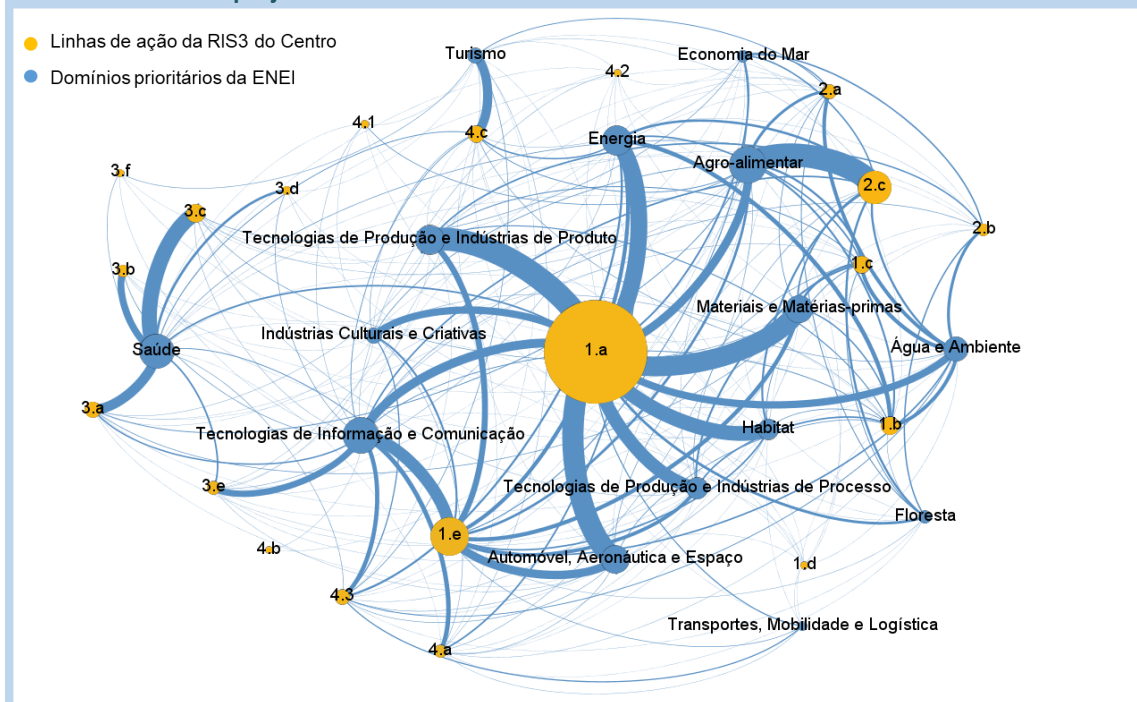 Linhas de ação da RIS3 do Centro
Domínios prioritários da ENEI
Turismo
Economia do Mar
4.2
2.a
4.1
4.c
Energia
Agro-alimentar
3.f
3.d
2.c
3.c
2.b
Tecnologias de Produção e Indústrias de Produto
3.b
1.c
Materiais e Matérias-primas
Indústrias Culturais e Criativas
Saúde
1.a
Água e Ambiente
3.a
Tecnologias de Informação e Comunicação
Habitat
1.b
3.e
Tecnologias de Produção e Indústrias de Processo
Floresta
1.e
4.b
Automóvel, Aeronáutica e Espaço
1.d
4.3
Transportes, Mobilidade e Logística
4.a